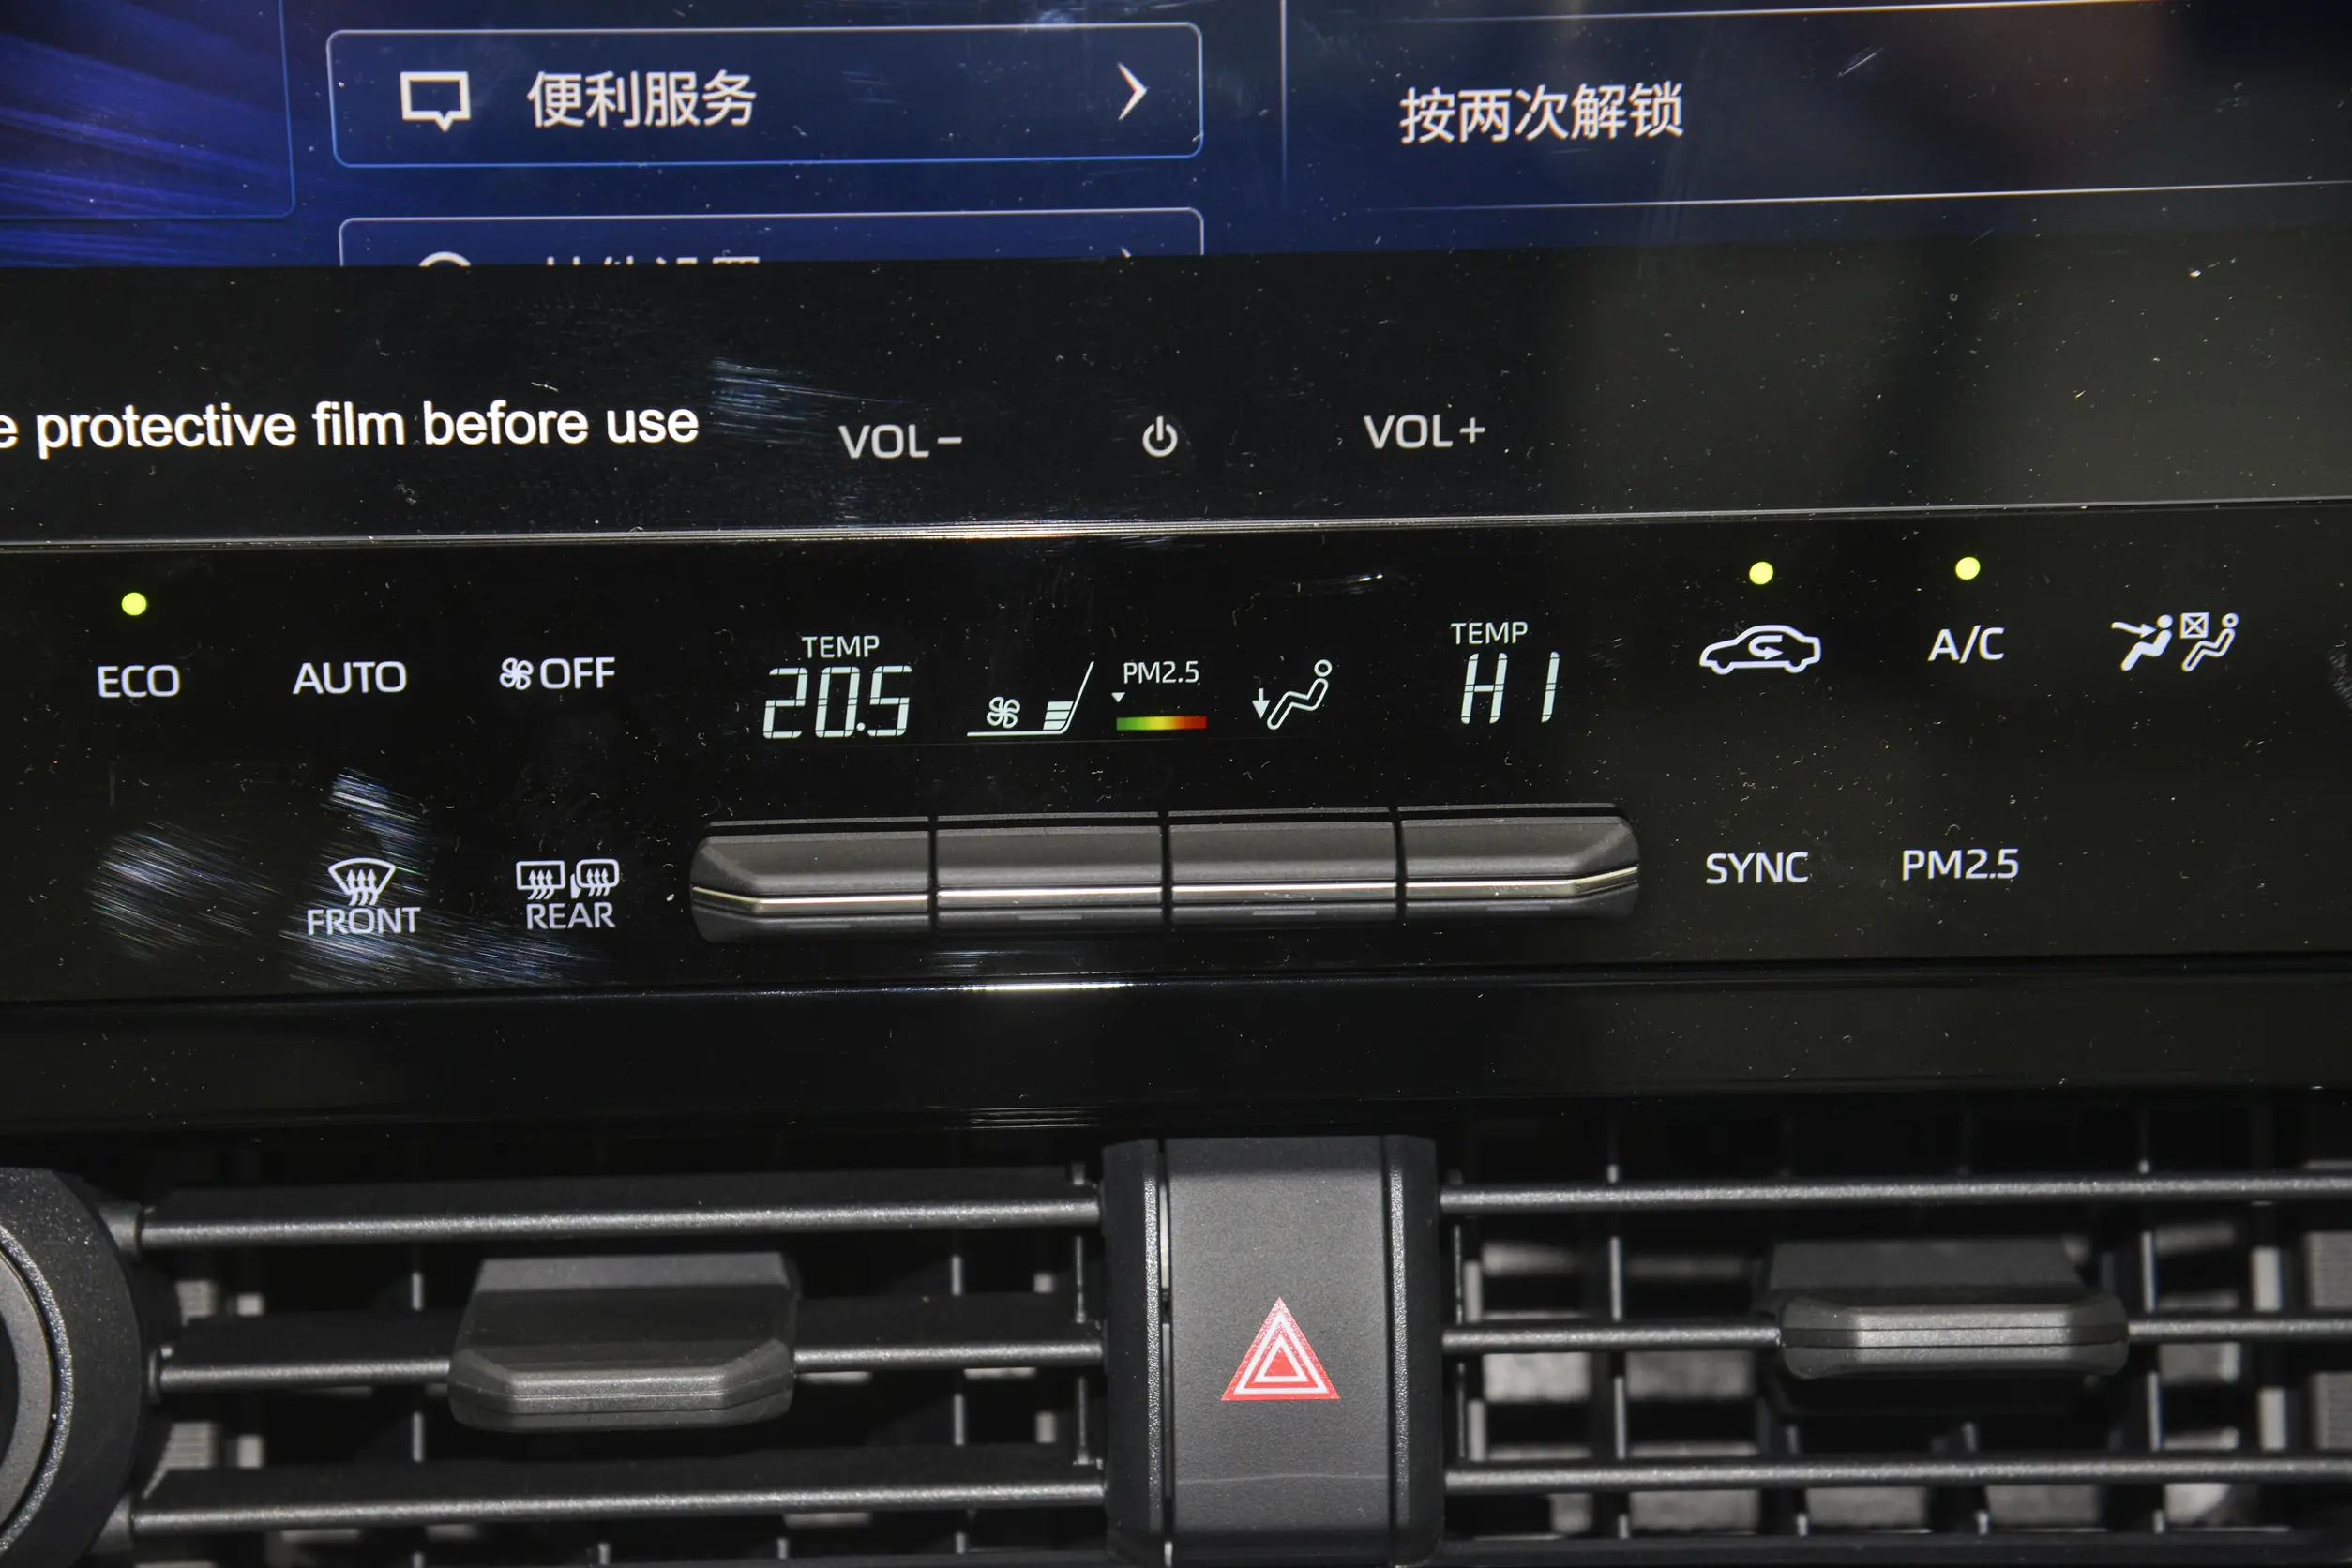 便利服务
按两次解锁
e protective film before use
VOL−
VOL+
ECO
AUTO
OFF
TEMP
20.5
PM2.5
TEMP
HI
A/C
FRONT
REAR
SYNC
PM2.5